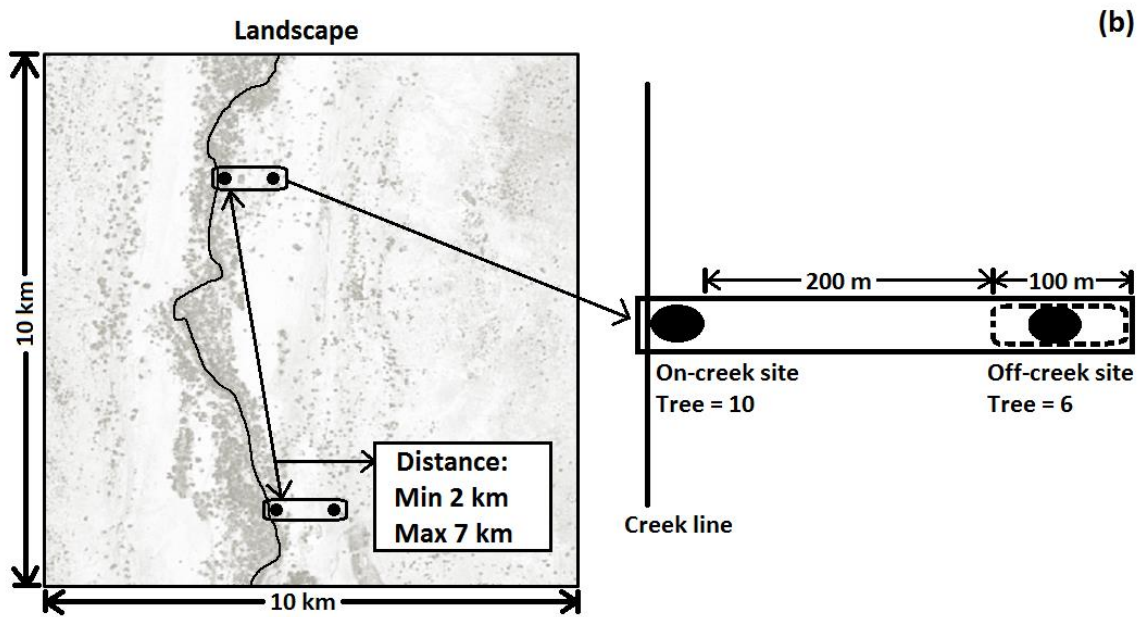 (b)
Landscape
10 km
10 km
Distance:
Min 2 km
Max 7 km
200 m
100 m
On-creek site
Tree = 10
Off-creek site
Tree = 6
Creek line